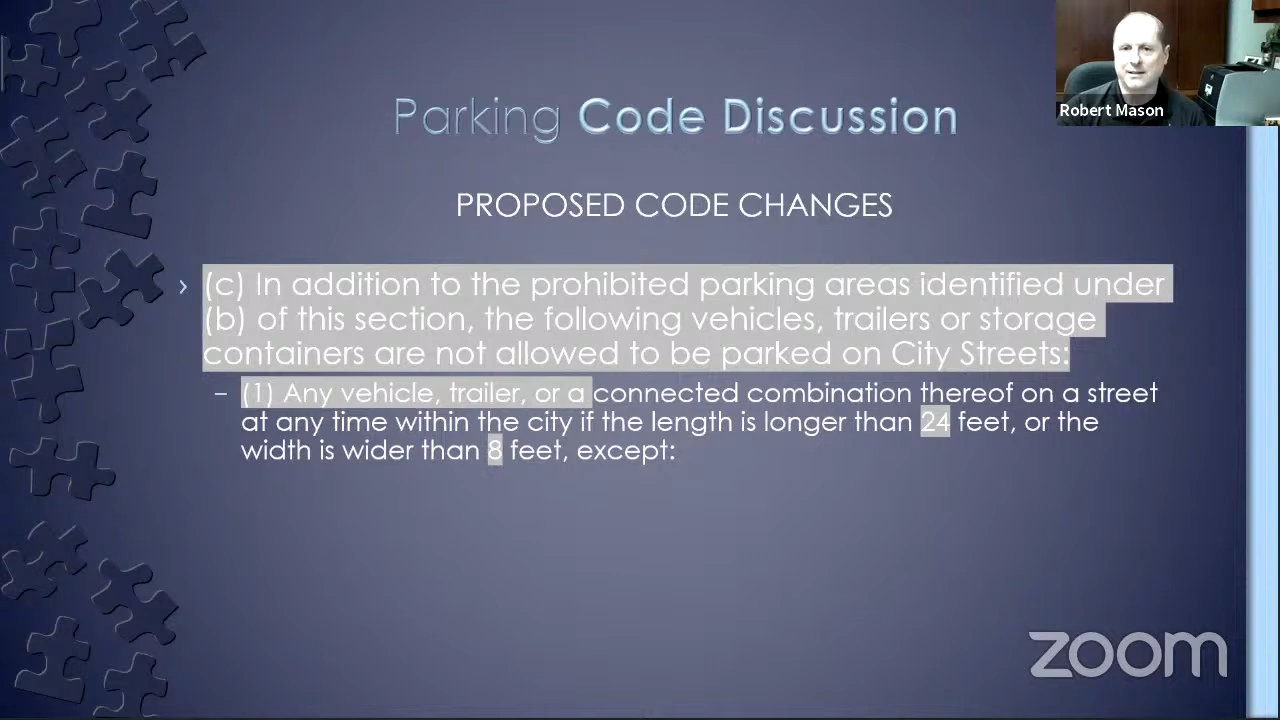 Robert Mason
Parking Code Discussion
PROPOSED CODE CHANGES
› (c) In addition to the prohibited parking areas identified under
(b) of this section, the following vehicles, trailers or storage
containers are not allowed to be parked on City Streets:
– (1) Any vehicle, trailer, or a connected combination thereof on a street
at any time within the city if the length is longer than 24 feet, or the
width is wider than 8 feet, except:
zoom